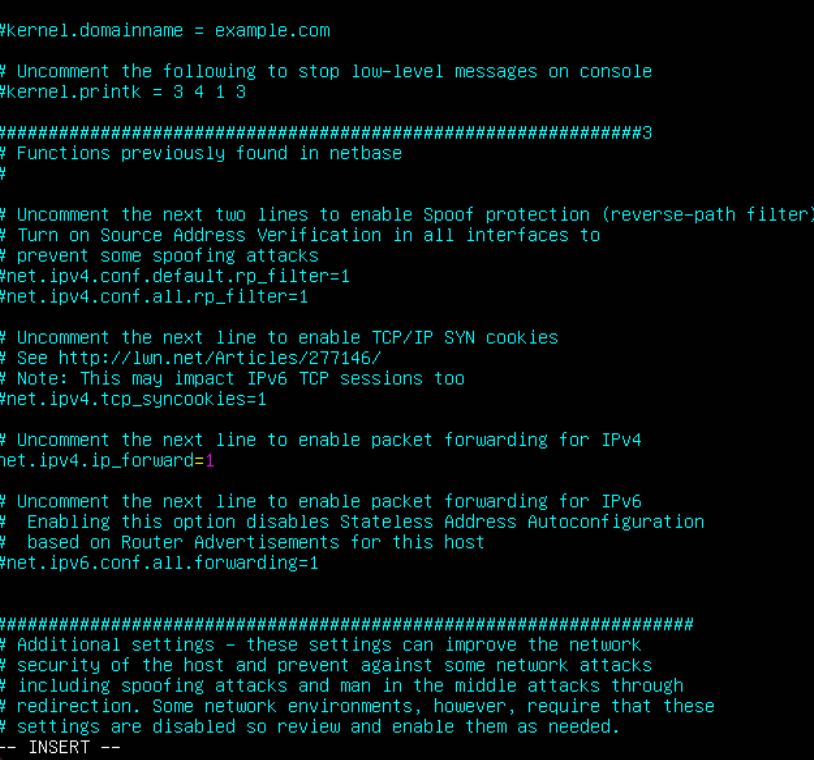 #kernel.domainname = example.com
# Uncomment the following to stop low-level messages on console
#kernel.printk = 3 4 1 3
##############################################################3
# Functions previously found in netbase
#
# Uncomment the next two lines to enable Spoof protection (reverse-path filter)
# Turn on Source Address Verification in all interfaces to
# prevent some spoofing attacks
#net.ipv4.conf.default.rp_filter=1
#net.ipv4.conf.all.rp_filter=1
# Uncomment the next line to enable TCP/IP SYN cookies
# See http://lwn.net/Articles/277146/
# Note: This may impact IPv6 TCP sessions too
#net.ipv4.tcp_syncookies=1
# Uncomment the next line to enable packet forwarding for IPv4
net.ipv4.ip_forward=1
# Uncomment the next line to enable packet forwarding for IPv6
#  Enabling this option disables Stateless Address Autoconfiguration
#  based on Router Advertisements for this host
#net.ipv6.conf.all.forwarding=1
###################################################################
# Additional settings - these settings can improve the network
# security of the host and prevent against some network attacks
# including spoofing attacks and man in the middle attacks through
# redirection. Some network environments, however, require that these
# settings are disabled so review and enable them as needed.
-- INSERT --